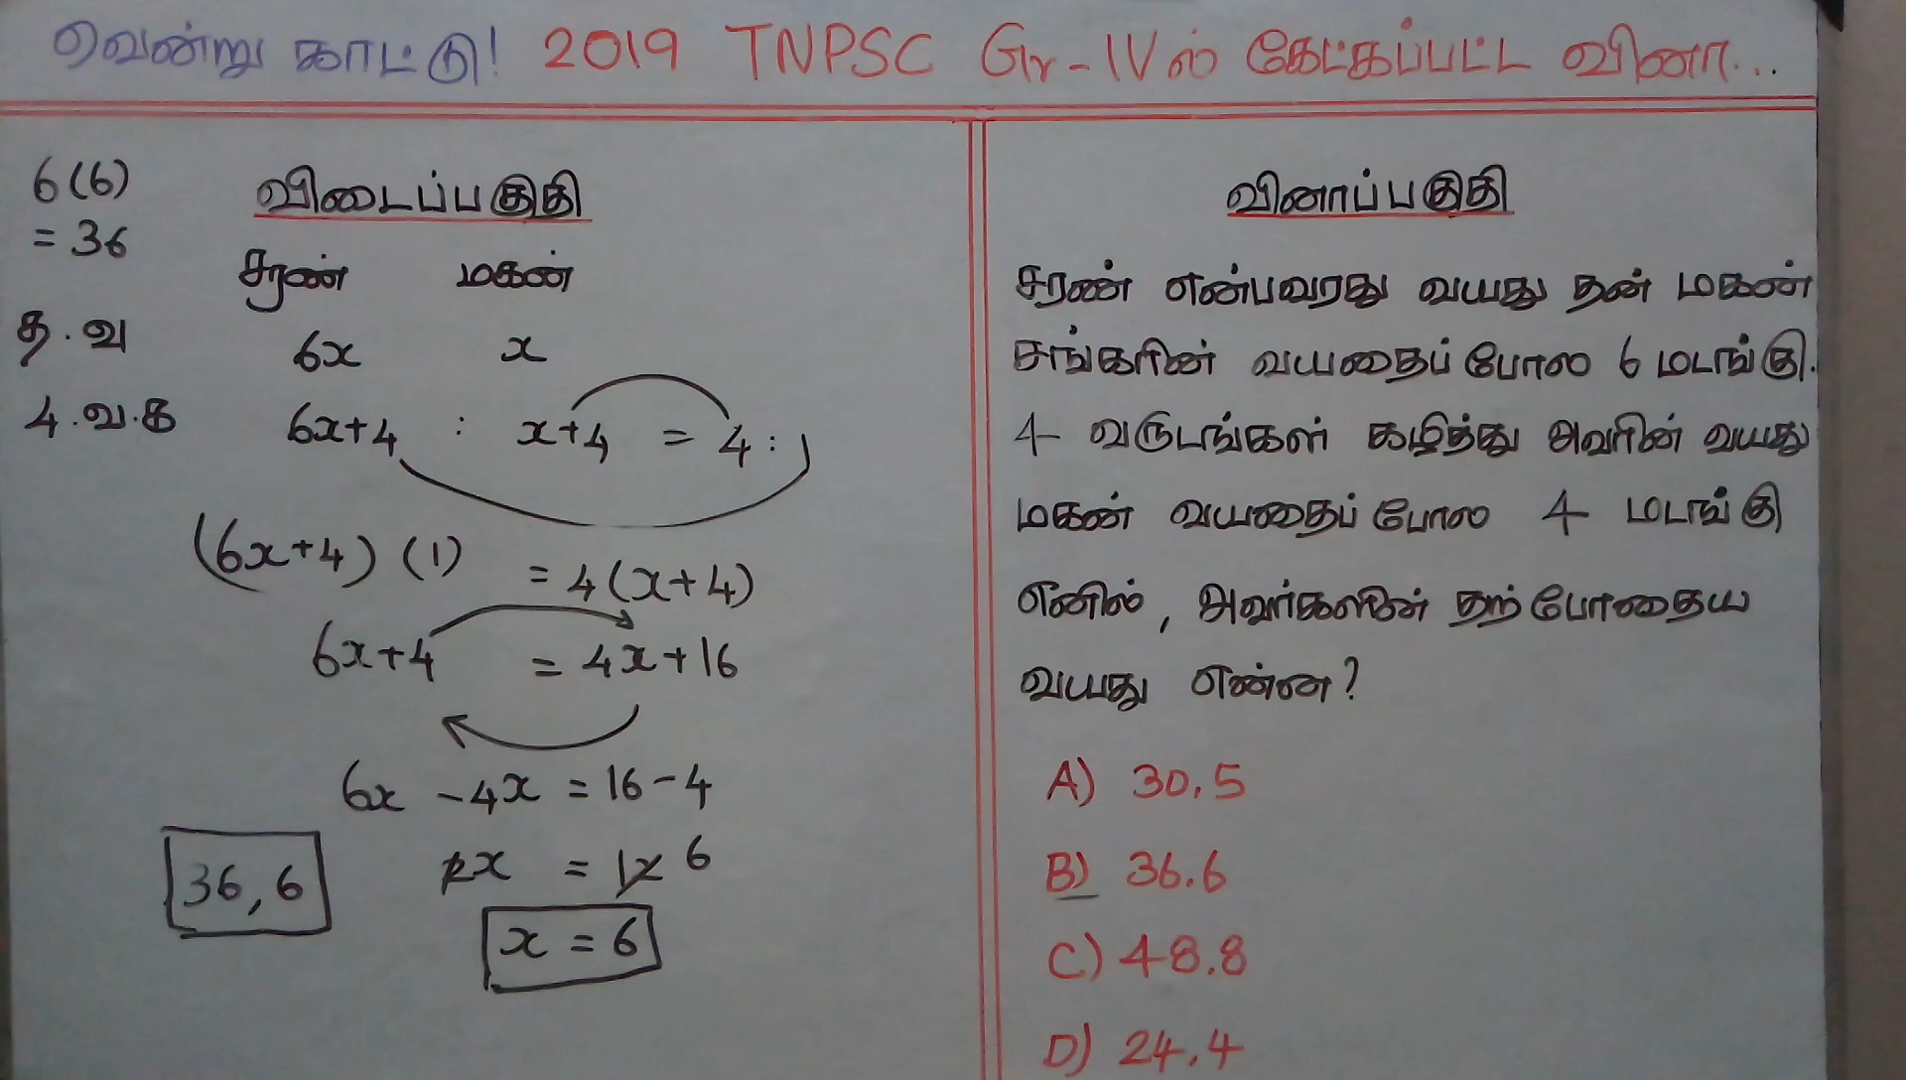 வென்று காட்டு! 2019 TNPSC Gr-IVல் கேட்கப்பட்ட வினா...
6(6)
= 36
விடைப்பகுதி
சரண் மகன்
த.வ 6x x
4.வ.க 6x+4 : x+4 = 4:1
(6x+4) (1) = 4(x+4)
6x+4 = 4x+16
6x -4x = 16-4
2x = 12 6
x = 6
36, 6
வினாப்பகுதி
சரண் என்பவரது வயது தன் மகன்
சங்கரின் வயதைப் போல 6 மடங்கு.
4 வருடங்கள் கழித்து அவரின் வயது
மகன் வயதைப் போல 4 மடங்கு
எனில், அவர்களின் தற்போதைய
வயது என்ன?
A) 30.5
B) 36.6
C) 48.8
D) 24.4